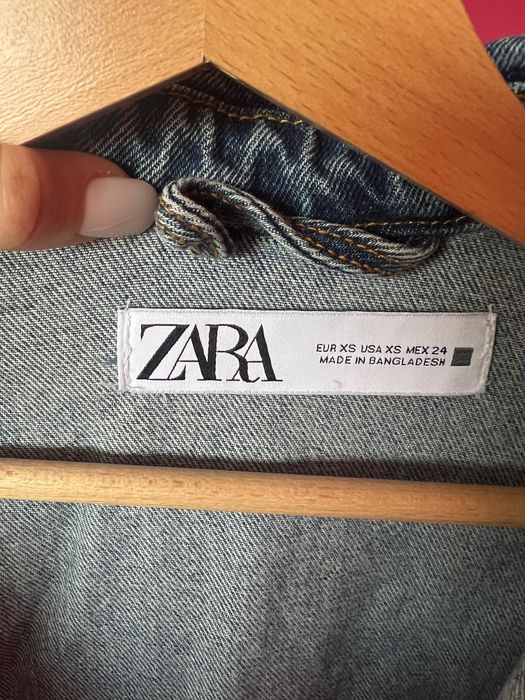 ZARA
EUR XS USA XS MEX 24
MADE IN BANGLADESH